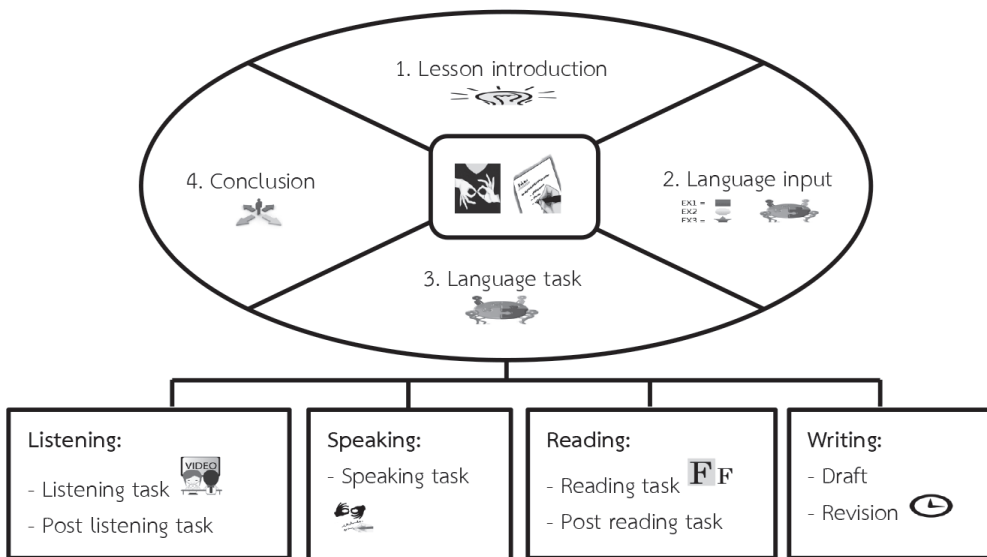 1. Lesson introduction
4. Conclusion
2. Language input
EX1 =
EX2
EX3 =
3. Language task
Listening:
- Listening task
VIDEO
- Post listening task
Speaking:
- Speaking task
Reading:
- Reading task F F
- Post reading task
Writing:
- Draft
- Revision